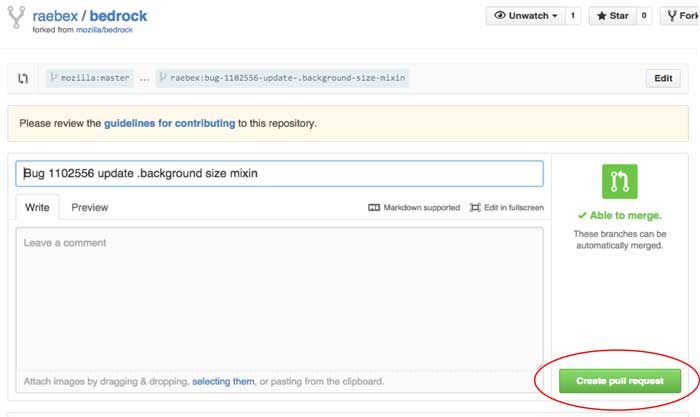 raebex / bedrock
forked from mozilla/bedrock
Unwatch 1 Star 0 Fork
mozilla:master ... raebex:bug-1102556-update-.background-size-mixin Edit
Please review the guidelines for contributing to this repository.
Bug 1102556 update .background size mixin
Write Preview Markdown supported Edit in fullscreen
Leave a comment
Able to merge.
These branches can be
automatically merged.
Attach images by dragging & dropping, selecting them, or pasting from the clipboard.
Create pull request